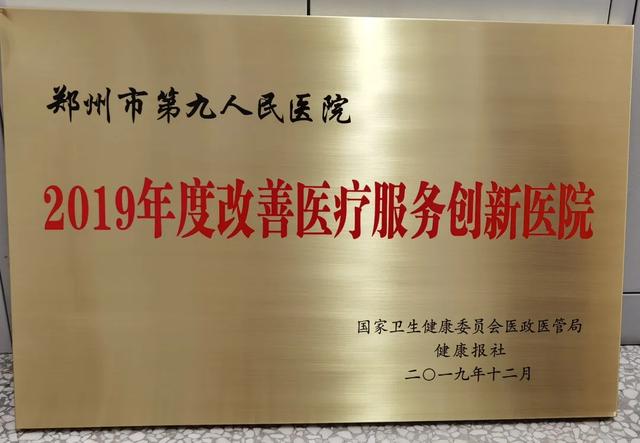 郑州市第九人民医院
2019年度改善医疗服务创新医院
国家卫生健康委员会医政医管局
健康报社
二〇一九年十二月